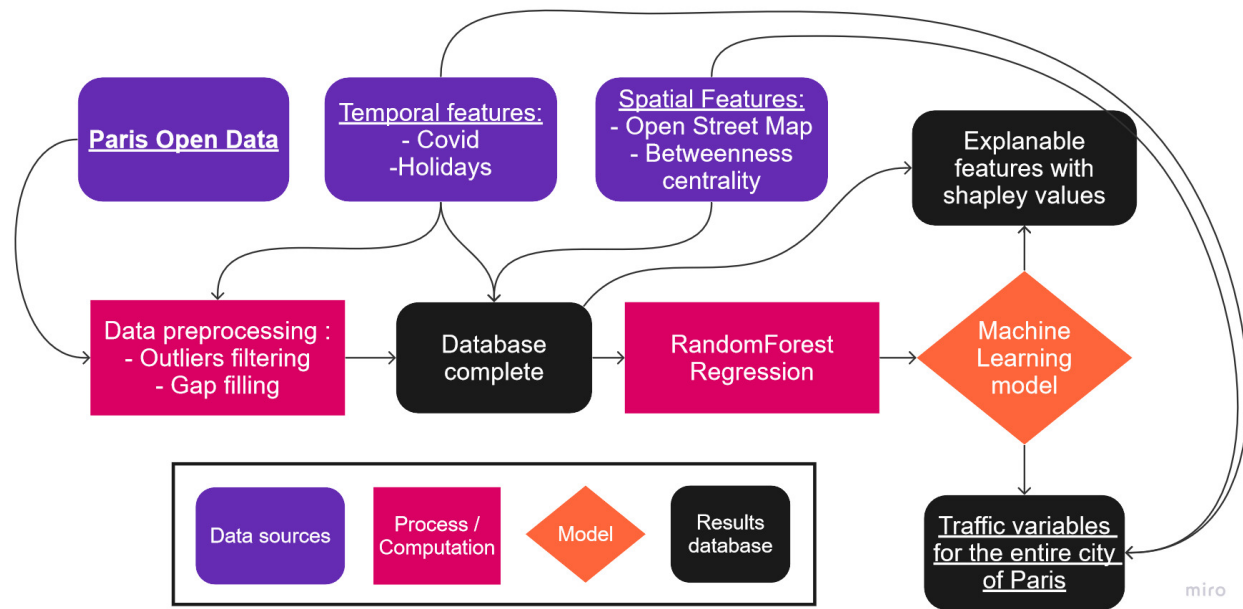 Paris Open Data
Temporal features:
- Covid
-Holidays
Spatial Features:
- Open Street Map
- Betweenness
centrality
Explanable
features with
shapley values
Data preprocessing :
- Outliers filtering
- Gap filling
Database
complete
RandomForest
Regression
Machine
Learning
model
Data sources
Process /
Computation
Model
Results
database
Traffic variables
for the entire city
of Paris
miro